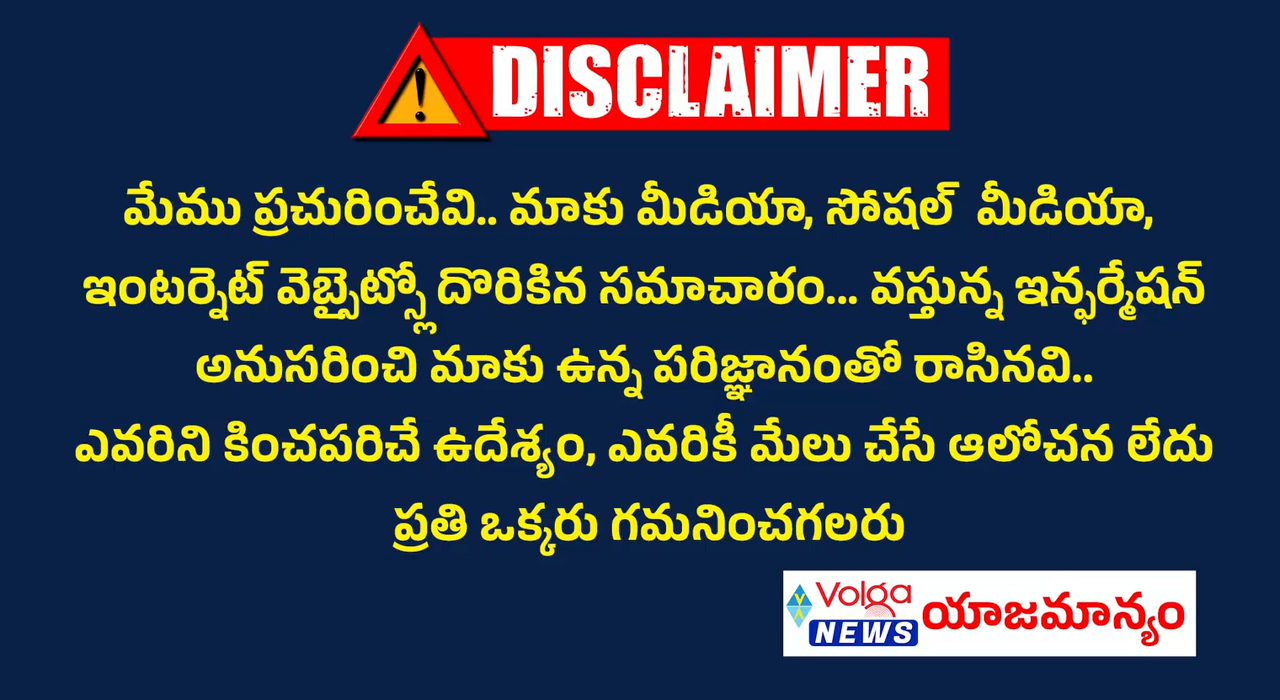 DISCLAIMER
మేము ప్రచురించేవి.. మాకు మీడియా, సోషల్ మీడియా,
ఇంటర్నెట్ వెబ్సైట్స్లో దొరికిన సమాచారం... వస్తున్న ఇన్ఫర్మేషన్
అనుసరించి మాకు ఉన్న పరిజ్ఞానంతో రాసినవి..
ఎవరిని కించపరిచే ఉదేశ్యం, ఎవరికీ మేలు చేసే ఆలోచన లేదు
ప్రతి ఒక్కరు గమనించగలరు
Volga
NEWS
యాజమాన్యం